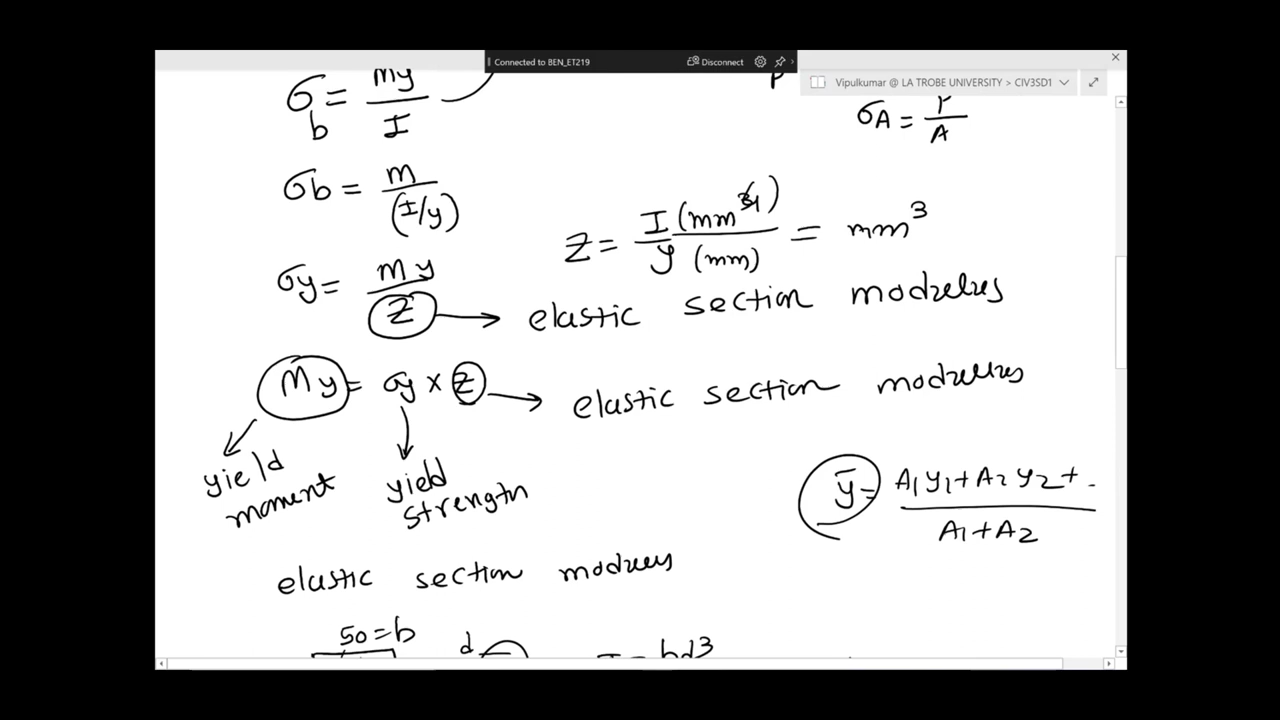 Connected to BEN_ET219 Disconnect
Vipulkumar @ LA TROBE UNIVERSITY > CIV3SD1
σb = My/I
P
σA = P/A
σb = M/(I/y)
Z = I (mm⁴)/y (mm) = mm³
σy = My/Z → elastic section modulus
My = σy × Z → elastic section modulus
yield moment
yield strength
ȳ = A1y1+A2y2+../A1+A2
elastic section modulus
50=b
d
I = bd³